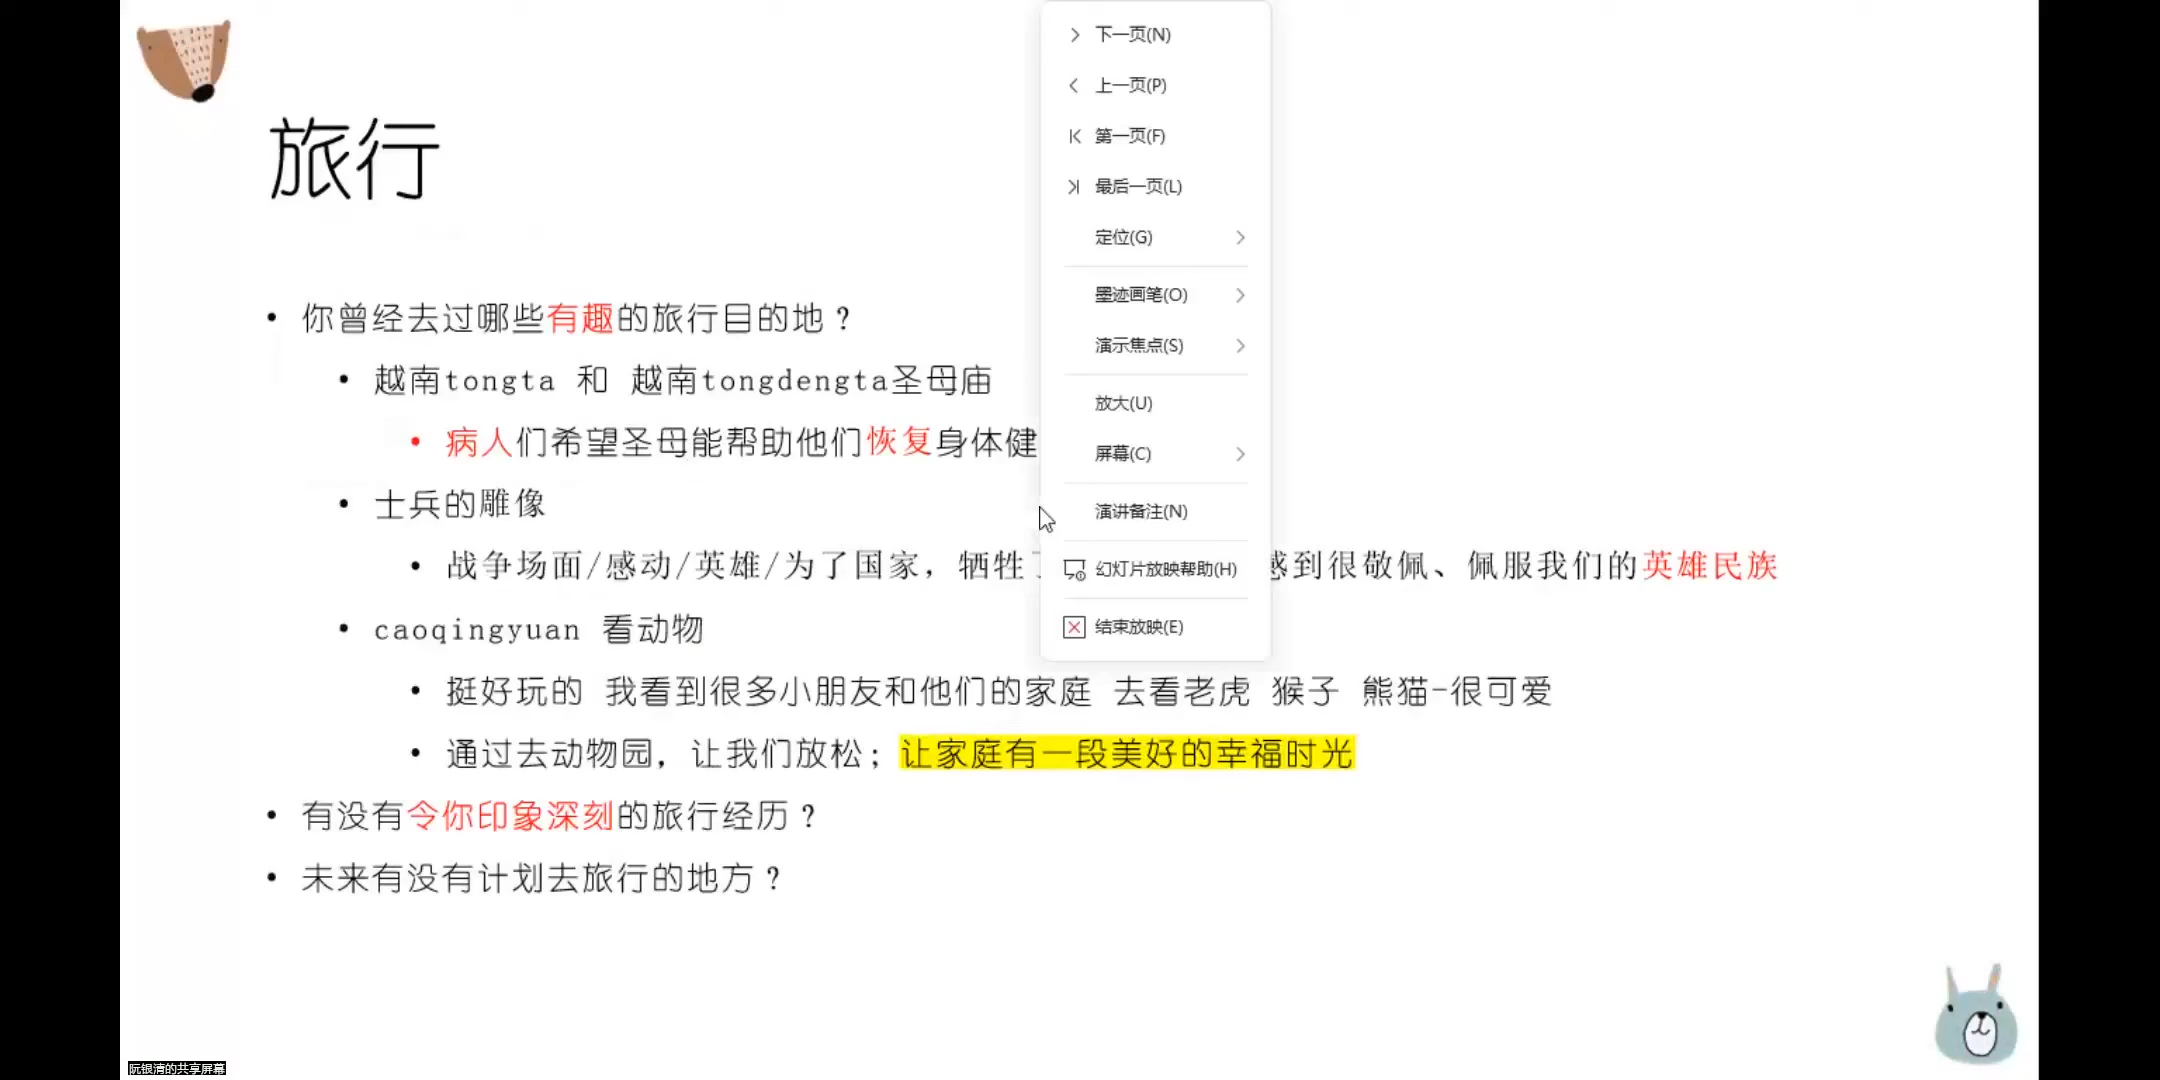 旅行
你曾经去过哪些有趣的旅行目的地？
越南tongta 和 越南tongdengta圣母庙
病人们希望圣母能帮助他们恢复身体健
士兵的雕像
战争场面/感动/英雄/为了国家，牺牲
感到很敬佩、佩服我们的英雄民族
caoqingyuan 看动物
挺好玩的 我看到很多小朋友和他们的家庭 去看老虎 猴子 熊猫-很可爱
通过去动物园，让我们放松；让家庭有一段美好的幸福时光
有没有令你印象深刻的旅行经历？
未来有没有计划去旅行的地方？
下一页(N)
上一页(P)
第一页(F)
最后一页(L)
定位(G)
墨迹画笔(O)
演示焦点(S)
放大(U)
屏幕(C)
演讲备注(N)
幻灯片放映帮助(H)
结束放映(E)
阮银清的共享屏幕